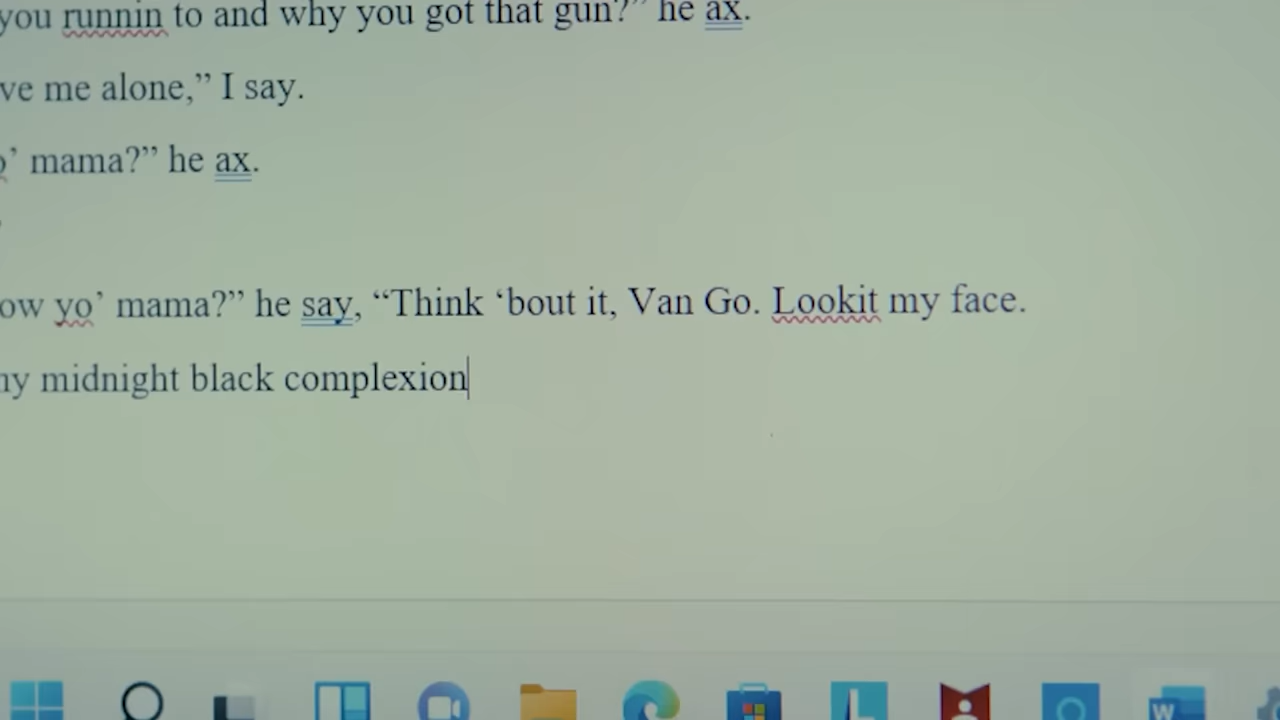 you runnin to and why you got that gun?” he ax.
ve me alone,” I say.
o’ mama?” he ax.
ow yo’ mama?” he say, “Think ‘bout it, Van Go. Lookit my face.
my midnight black complexion